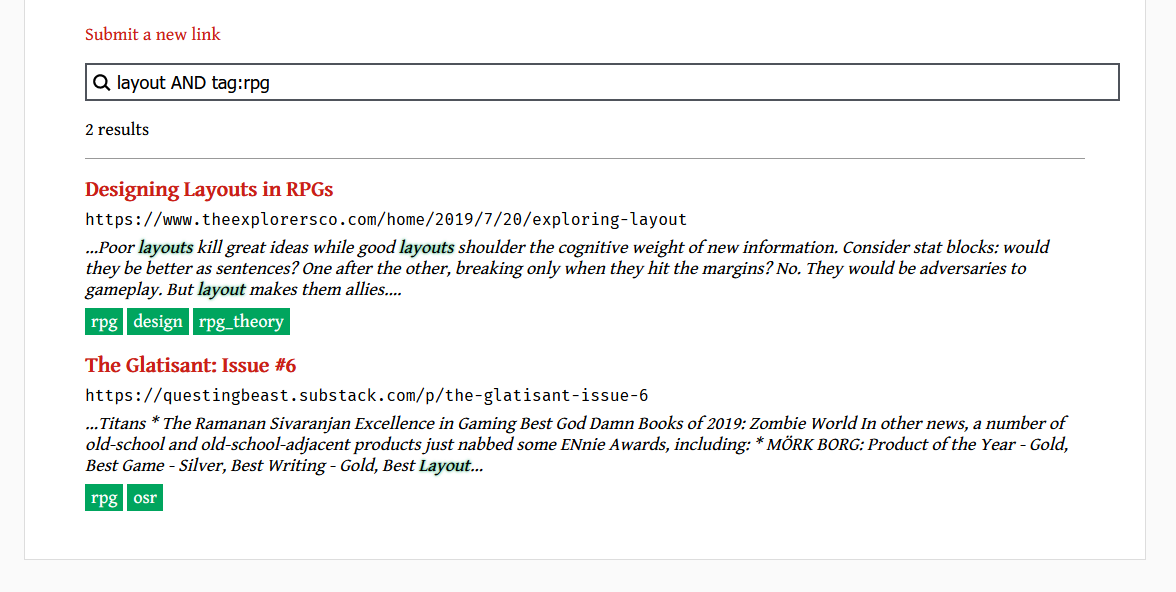 Submit a new link
layout AND tag:rpg
2 results
Designing Layouts in RPGs
https://www.theexplorersco.com/home/2019/7/20/exploring-layout
...Poor layouts kill great ideas while good layouts shoulder the cognitive weight of new information. Consider stat blocks: would
they be better as sentences? One after the other, breaking only when they hit the margins? No. They would be adversaries to
gameplay. But layout makes them allies....
rpg design rpg_theory
The Glatisant: Issue #6
https://questingbeast.substack.com/p/the-glatisant-issue-6
...Titans * The Ramanan Sivaranjan Excellence in Gaming Best God Damn Books of 2019: Zombie World In other news, a number of
old-school and old-school-adjacent products just nabbed some ENnie Awards, including: * MÖRK BORG: Product of the Year - Gold,
Best Game - Silver, Best Writing - Gold, Best Layout...
rpg osr